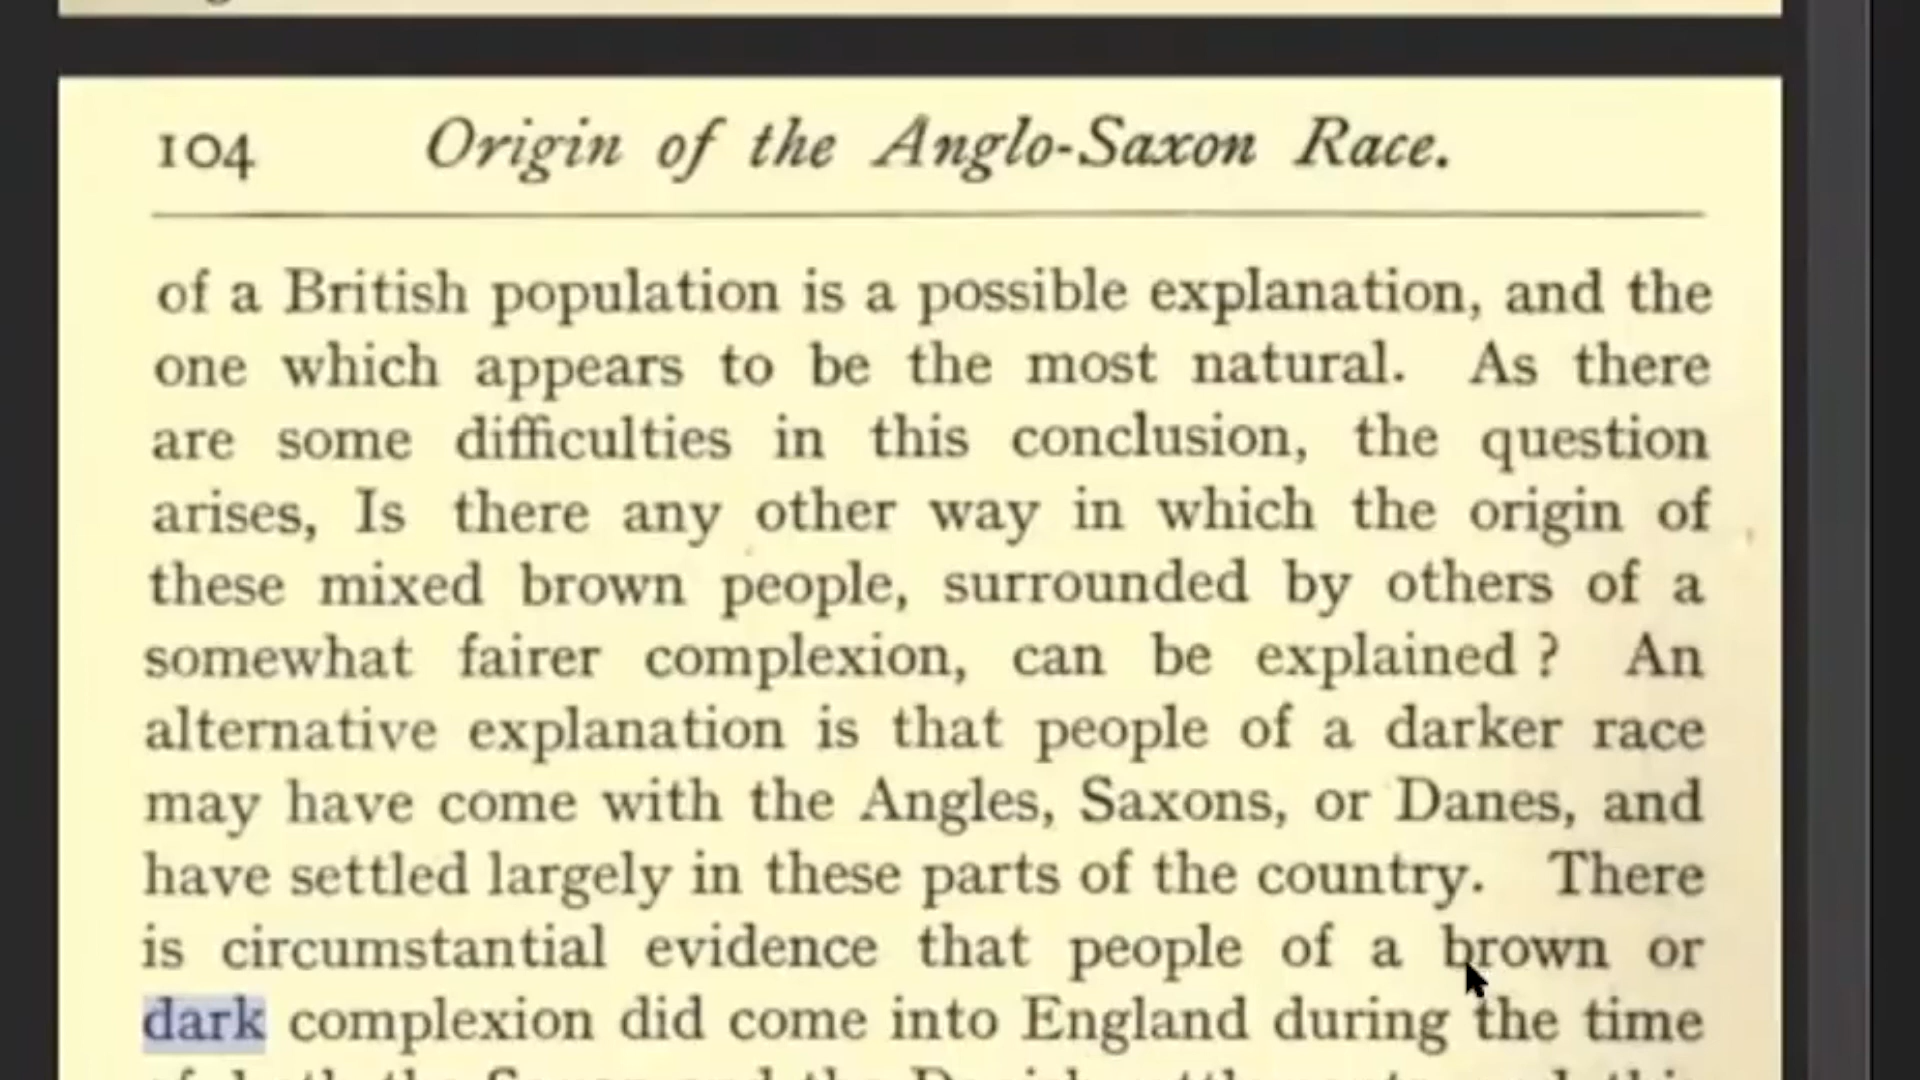 104 Origin of the Anglo-Saxon Race.
of a British population is a possible explanation, and the
one which appears to be the most natural. As there
are some difficulties in this conclusion, the question
arises, Is there any other way in which the origin of
these mixed brown people, surrounded by others of a
somewhat fairer complexion, can be explained ? An
alternative explanation is that people of a darker race
may have come with the Angles, Saxons, or Danes, and
have settled largely in these parts of the country. There
is circumstantial evidence that people of a brown or
dark complexion did come into England during the time